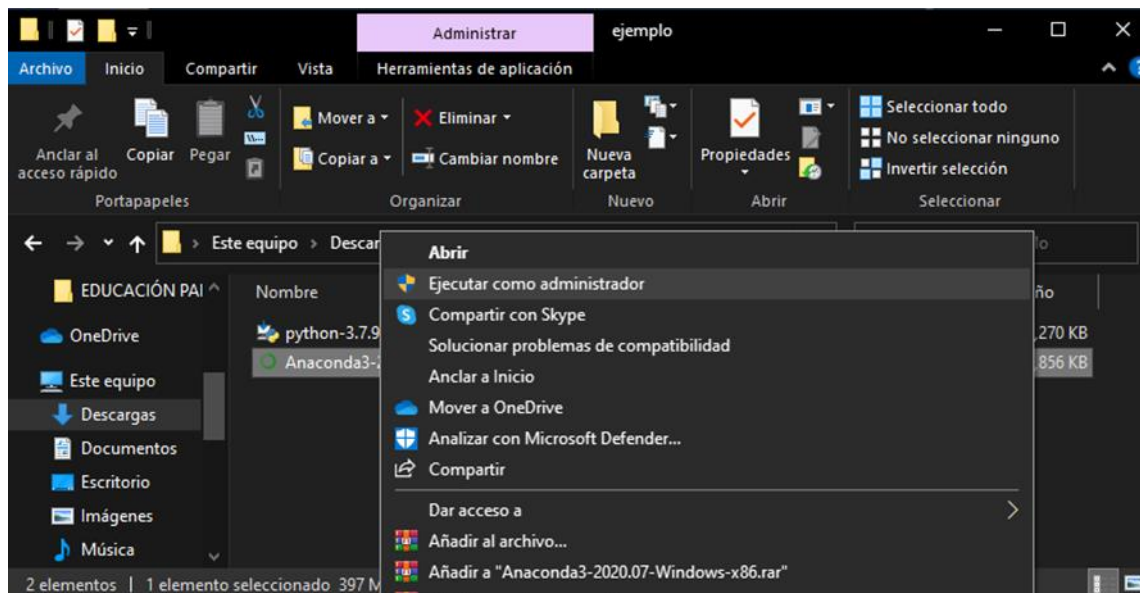 Administrar
ejemplo
Archivo Inicio Compartir Vista Herramientas de aplicación
Anclar al acceso rápido
Copiar
Pegar
Mover a
Copiar a
Eliminar
Cambiar nombre
Nueva carpeta
Propiedades
Seleccionar todo
No seleccionar ninguno
Invertir selección
Portapapeles Organizar Nuevo Abrir Seleccionar
Este equipo > Descar
EDUCACIÓN PAI
OneDrive
Este equipo
Descargas
Documentos
Escritorio
Imágenes
Música
Nombre
ño
python-3.7.9
,270 KB
Anaconda3-2
,856 KB
Abrir
Ejecutar como administrador
Compartir con Skype
Solucionar problemas de compatibilidad
Anclar a Inicio
Mover a OneDrive
Analizar con Microsoft Defender...
Compartir
Dar acceso a
Añadir al archivo...
Añadir a "Anaconda3-2020.07-Windows-x86.rar"
2 elementos | 1 elemento seleccionado 397 M